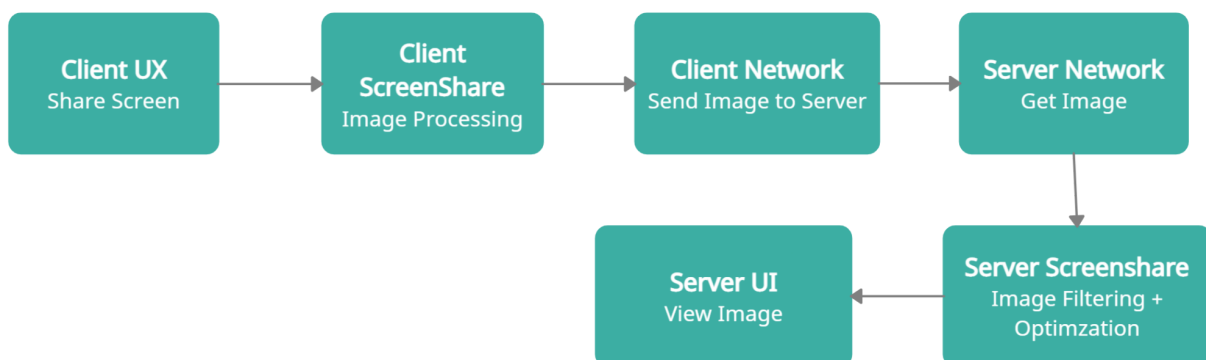 Client UX
Share Screen
Client
ScreenShare
Image Processing
Client Network
Send Image to Server
Server Network
Get Image
Server Screenshare
Image Filtering +
Optimzation
Server UI
View Image